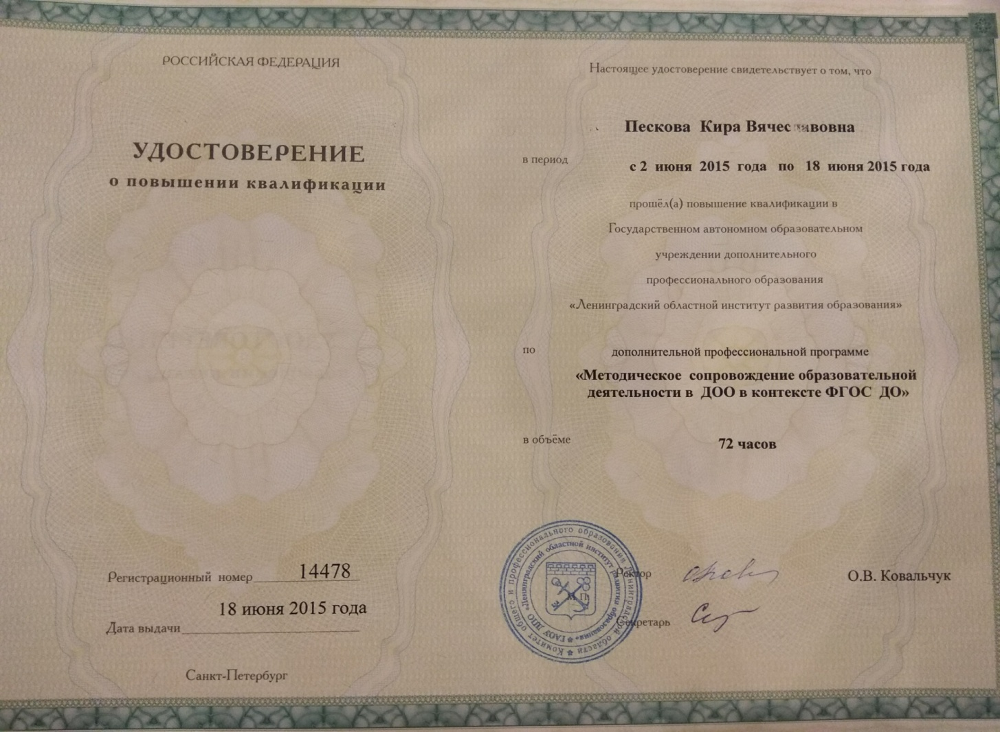 РОССИЙСКАЯ ФЕДЕРАЦИЯ
УДОСТОВЕРЕНИЕ
о повышении квалификации
Регистрационный номер 14478
18 июня 2015 года
Дата выдачи
Санкт-Петербург
Настоящее удостоверение свидетельствует о том, что
Пескова Кира Вячеславовна
в период
с 2 июня 2015 года по 18 июня 2015 года
прошёл(а) повышение квалификации в
Государственном автономном образовательном
учреждении дополнительного
профессионального образования
«Ленинградский областной институт развития образования»
по
дополнительной профессиональной программе
«Методическое сопровождение образовательной
деятельности в ДОО в контексте ФГОС ДО»
в объёме
72 часов
Комитет общего и профессионального образования Ленинградской области
ГАОУ ДПО «Ленинградский областной институт развития образования»
М.П.
Ректор
О.В. Ковальчук
Секретарь